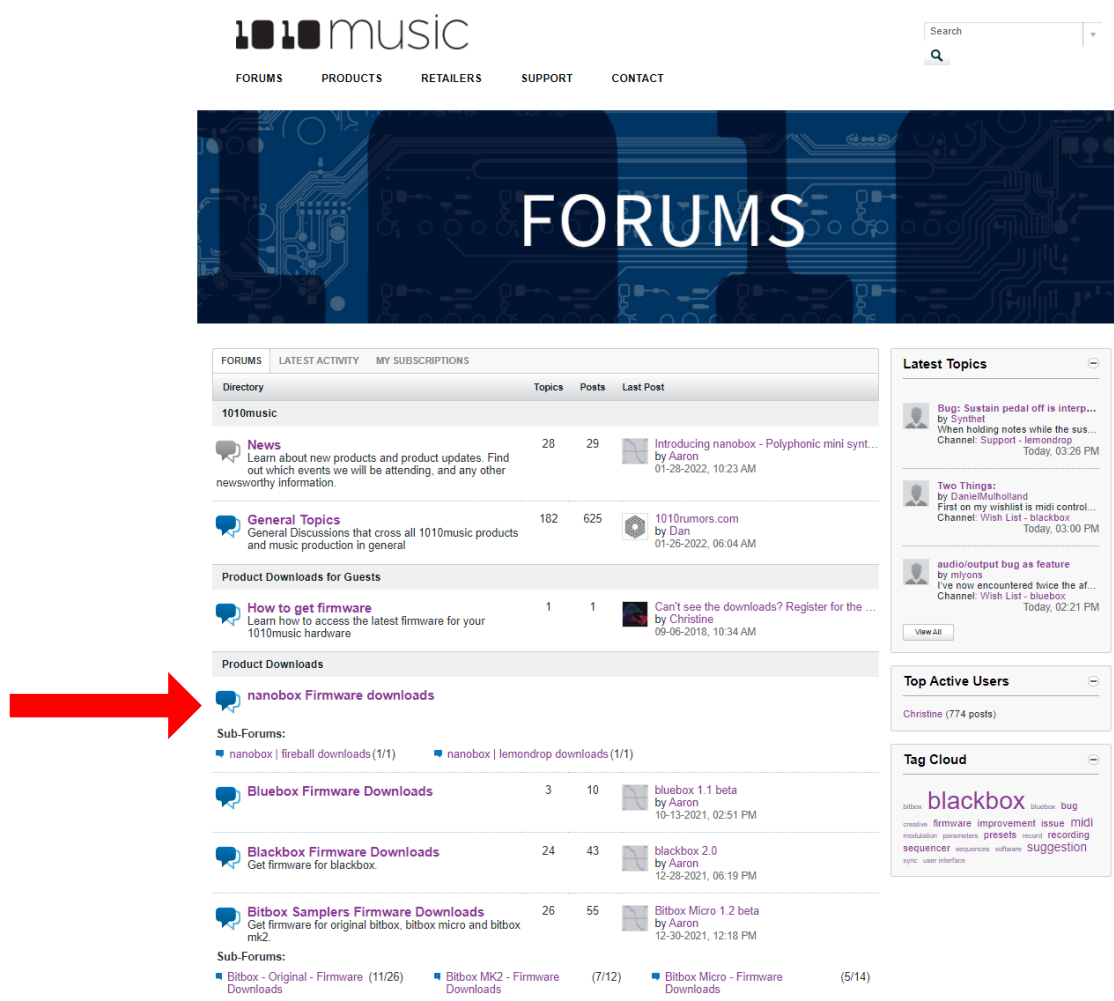 1010music
Search
FORUMS PRODUCTS RETAILERS SUPPORT CONTACT
FORUMS
FORUMS LATEST ACTIVITY MY SUBSCRIPTIONS
Directory Topics Posts Last Post
1010music
News 28 29 Introducing nanobox - Polyphonic mini synt...
Learn about new products and product updates. Find by Aaron
out which events we will be attending, and any other 01-28-2022, 10:23 AM
newsworthy information.
General Topics 182 625 1010rumors.com
General Discussions that cross all 1010music products by Dan
and music production in general 01-26-2022, 06:04 AM
Product Downloads for Guests
How to get firmware 1 1 Can't see the downloads? Register for the ...
Learn how to access the latest firmware for your by Christine
1010music hardware 09-06-2018, 10:34 AM
Product Downloads
nanobox Firmware downloads
Sub-Forums:
nanobox | fireball downloads (1/1) nanobox | lemondrop downloads (1/1)
Bluebox Firmware Downloads 3 10 bluebox 1.1 beta
by Aaron
10-13-2021, 02:51 PM
Blackbox Firmware Downloads 24 43 blackbox 2.0
Get firmware for blackbox. by Aaron
12-28-2021, 06:19 PM
Bitbox Samplers Firmware Downloads 26 55 Bitbox Micro 1.2 beta
Get firmware for original bitbox, bitbox micro and bitbox by Aaron
mk2. 12-30-2021, 12:18 PM
Sub-Forums:
Bitbox - Original - Firmware (11/26) Bitbox MK2 - Firmware (7/12) Bitbox Micro - Firmware (5/14)
Downloads Downloads Downloads
Latest Topics
Bug: Sustain pedal off is interp...
by Synthet
When holding notes while the sus...
Channel: Support - lemondrop
Today, 03:26 PM
Two Things:
by DanielMulholland
First on my wishlist is midi control...
Channel: Wish List - blackbox
Today, 03:00 PM
audio/output bug as feature
by mlyons
I've now encountered twice the af...
Channel: Wish List - bluebox
Today, 02:21 PM
View All
Top Active Users
Christine (774 posts)
Tag Cloud
bitbox blackbox bluebox bug
creative firmware improvement issue midi
modulation parameters presets record recording
sequencer sequences software suggestion
sync user interface